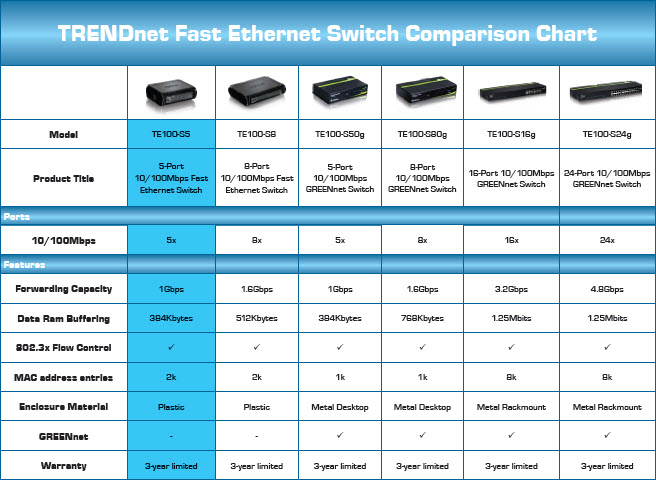 TRENDnet Fast Ethernet Switch Comparison Chart
Model TE100-S5 TE100-S8 TE100-S50g TE100-S80g TE100-S16g TE100-S24g
Product Title
5-Port 10/100Mbps Fast Ethernet Switch
8-Port 10/100Mbps Fast Ethernet Switch
5-Port 10/100Mbps GREENnet Switch
8-Port 10/100Mbps GREENnet Switch
16-Port 10/100Mbps GREENnet Switch
24-Port 10/100Mbps GREENnet Switch
Ports
10/100Mbps 5x 8x 5x 8x 16x 24x
Features
Forwarding Capacity 1Gbps 1.6Gbps 1Gbps 1.6Gbps 3.2Gbps 4.8Gbps
Data Ram Buffering 384Kbytes 512Kbytes 384Kbytes 768Kbytes 1.25Mbits 1.25Mbits
802.3x Flow Control ✓ ✓ ✓ ✓ ✓ ✓
MAC address entries 2k 2k 1k 1k 8k 8k
Enclosure Material Plastic Plastic Metal Desktop Metal Desktop Metal Rackmount Metal Rackmount
GREENnet - - ✓ ✓ ✓ ✓
Warranty 3-year limited 3-year limited 3-year limited 3-year limited 3-year limited 3-year limited